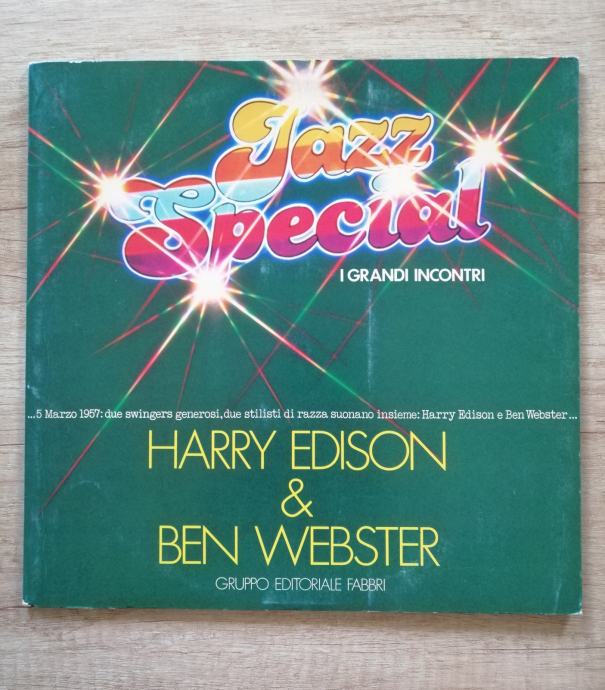 Jazz
Special
I GRANDI INCONTRI
...5 Marzo 1957: due swingers generosi, due stilisti di razza suonano insieme: Harry Edison e Ben Webster...
HARRY EDISON
&
BEN WEBSTER
GRUPPO EDITORIALE FABBRI